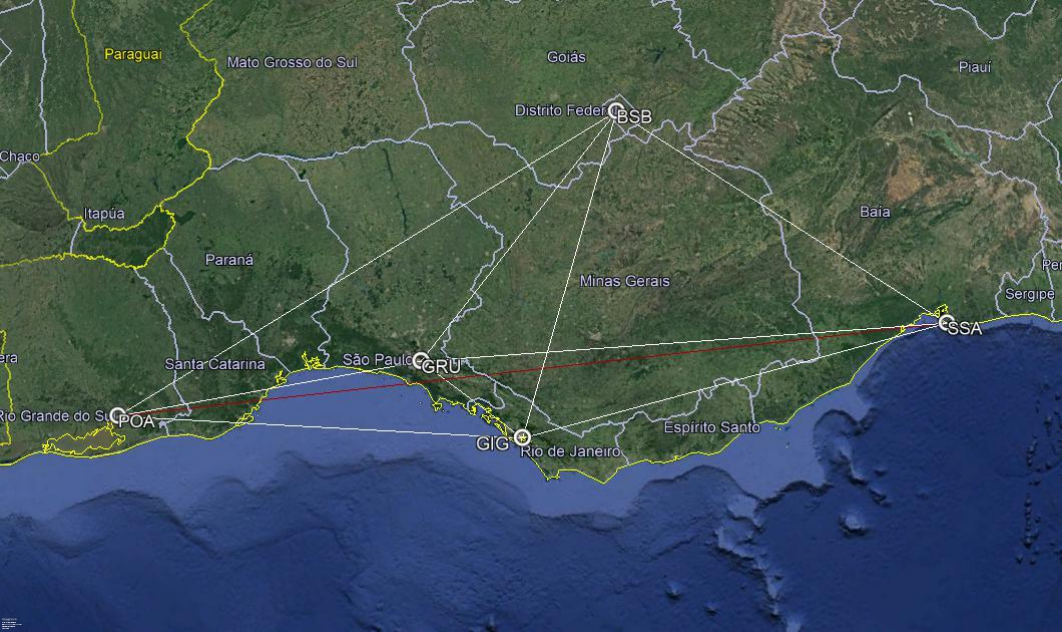 Paraguai
Mato Grosso do Sul
Goiás
Piauí
Distrito Feder
BSB
Chaco
Itapúa
Baía
Paraná
Minas Gerais
Sergipe
Santa Catarina
São Paulo
GRU
SSA
Rio Grande do Su
POA
GIG
Rio de Janeiro
Espírito Santo